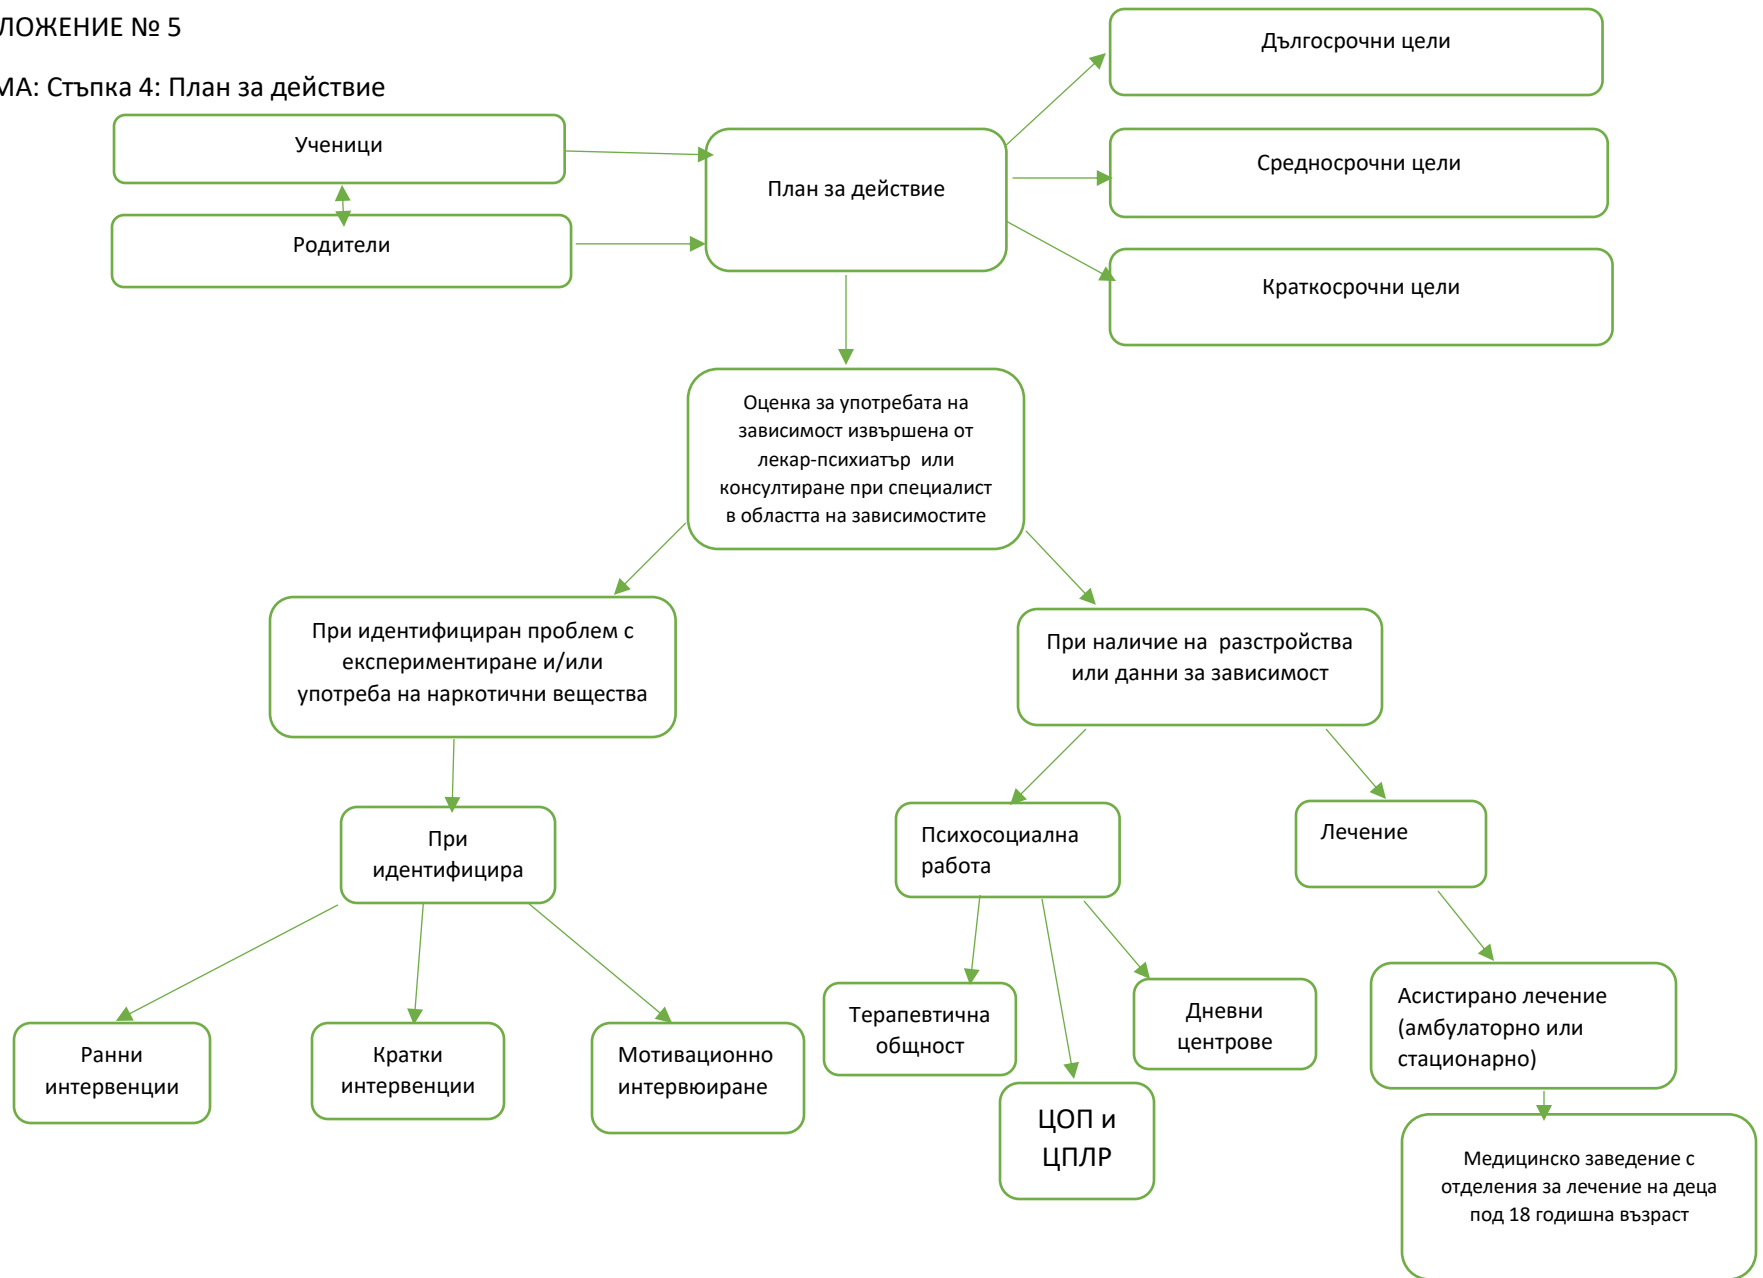 ЛОЖЕНИЕ № 5
МА: Стъпка 4: План за действие
Ученици
Родители
План за действие
Дългосрочни цели
Средносрочни цели
Краткосрочни цели
Оценка за употребата на
зависимост извършена от
лекар-психиатър или
консултиране при специалист
в областта на зависимостите
При идентифициран проблем с
експериментиране и/или
употреба на наркотични вещества
При наличие на разстройства
или данни за зависимост
При
идентифицира
Психосоциална
работа
Лечение
Ранни
интервенции
Кратки
интервенции
Мотивационно
интервюиране
Терапевтична
общност
ЦОП и
ЦПЛР
Дневни
центрове
Асистирано лечение
(амбулаторно или
стационарно)
Медицинско заведение с
отделения за лечение на деца
под 18 годишна възраст